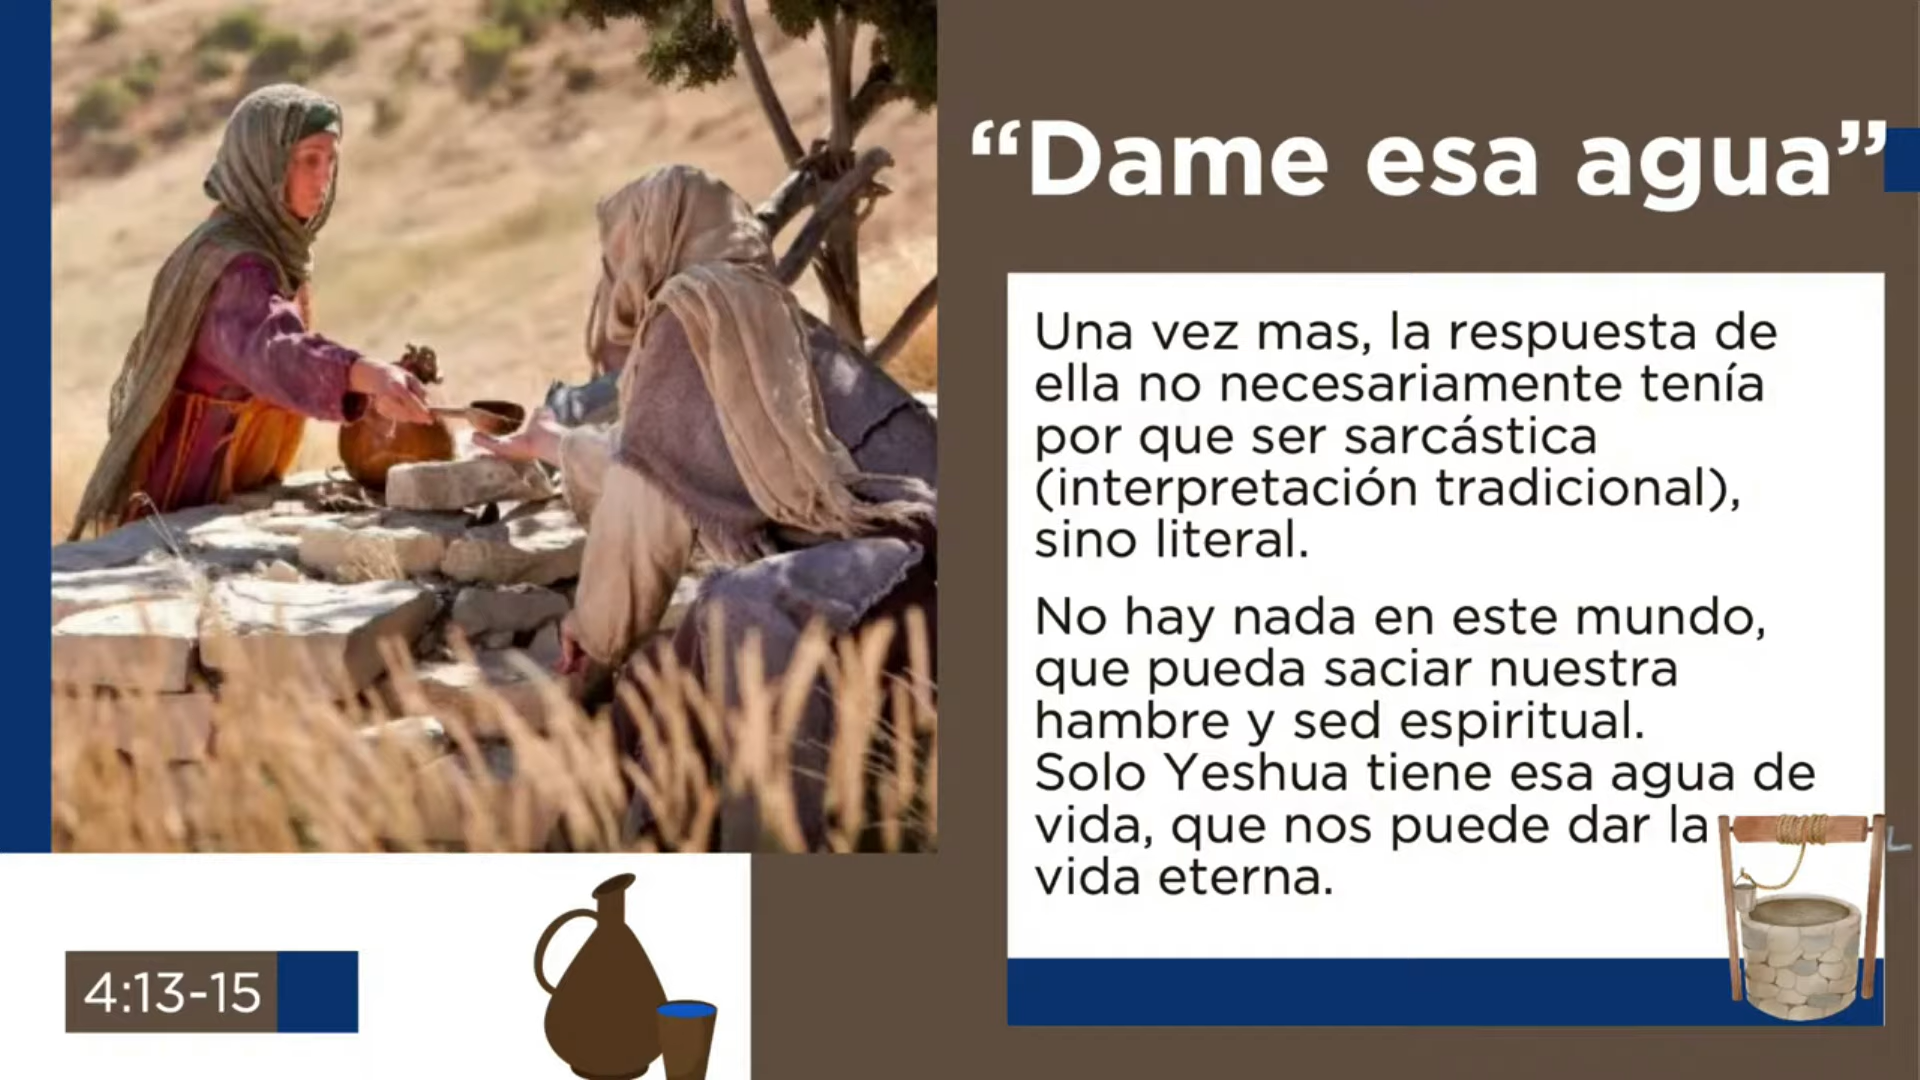 “Dame esa agua”
Una vez mas, la respuesta de
ella no necesariamente tenía
por que ser sarcástica
(interpretación tradicional),
sino literal.
No hay nada en este mundo,
que pueda saciar nuestra
hambre y sed espiritual.
Solo Yeshua tiene esa agua de
vida, que nos puede dar la
vida eterna.
4:13-15